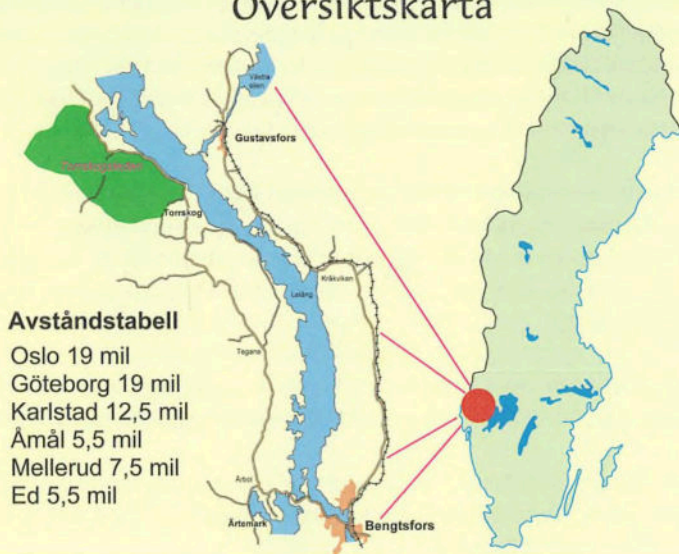 Översiktskarta
Västra
silen
Gustavsfors
Torrskog
Kråkviken
Lelång
Tegane
Årbol
Ärtemark
Bengtsfors
Avståndstabell
Oslo 19 mil
Göteborg 19 mil
Karlstad 12,5 mil
Åmål 5,5 mil
Mellerud 7,5 mil
Ed 5,5 mil